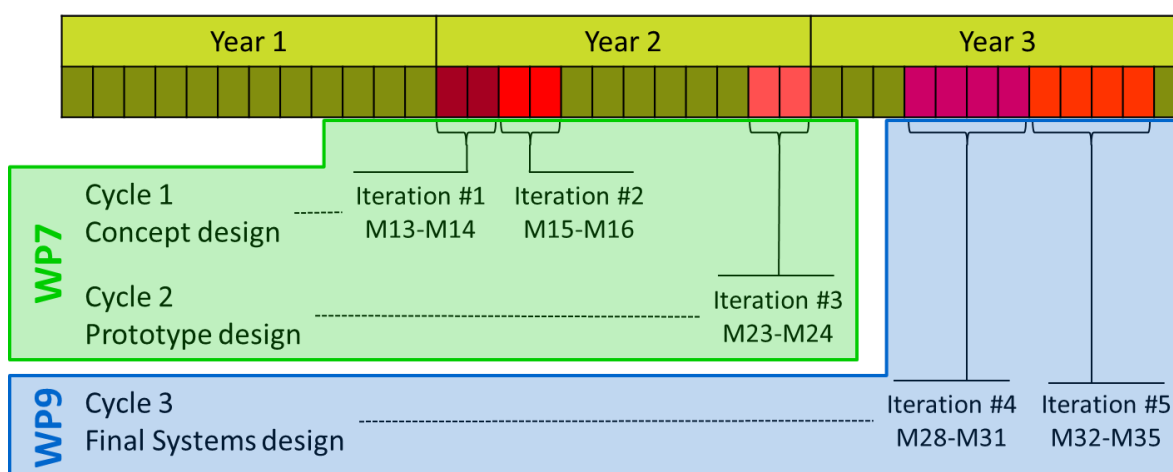 Year 1
Year 2
Year 3
WP7
Cycle 1
Concept design
Iteration #1
M13-M14
Iteration #2
M15-M16
Cycle 2
Prototype design
Iteration #3
M23-M24
WP9
Cycle 3
Final Systems design
Iteration #4
M28-M31
Iteration #5
M32-M35